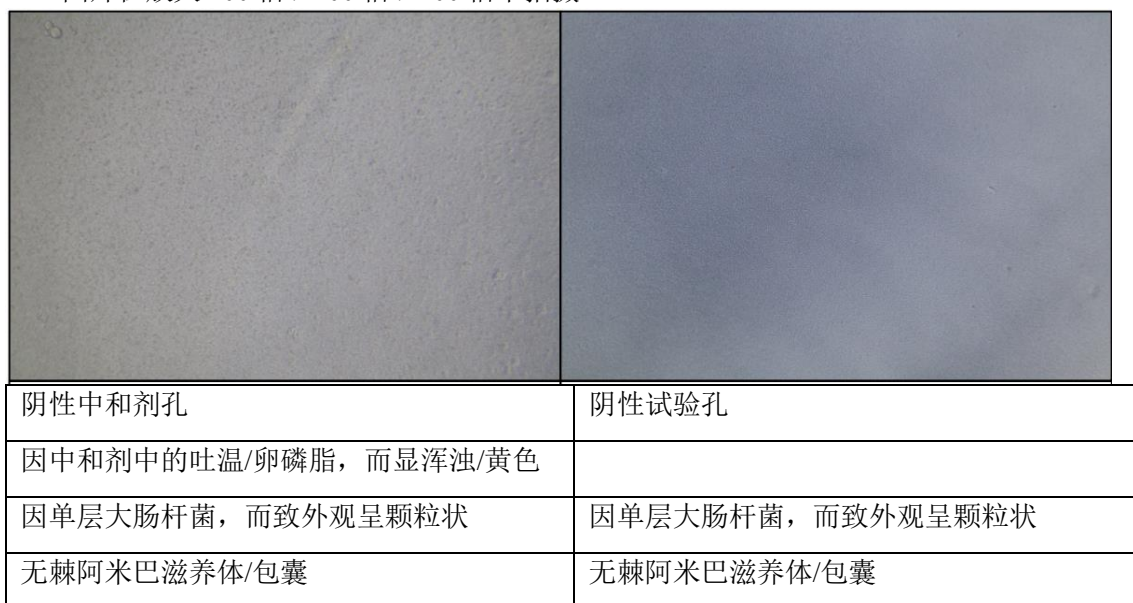 阴性中和剂孔
阴性试验孔
因中和剂中的吐温/卵磷脂，而显浑浊/黄色
因单层大肠杆菌，而致外观呈颗粒状
因单层大肠杆菌，而致外观呈颗粒状
无棘阿米巴滋养体/包囊
无棘阿米巴滋养体/包囊